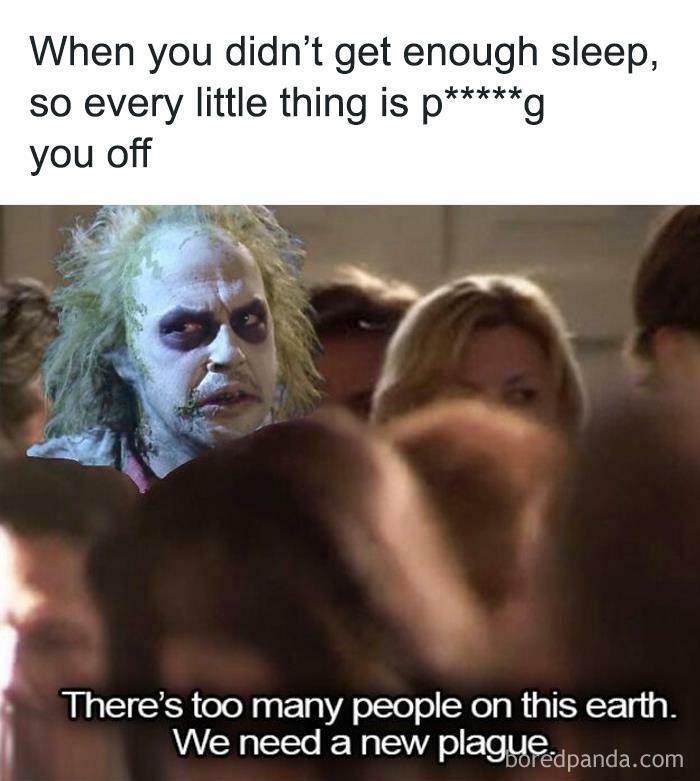 When you didn’t get enough sleep,
so every little thing is p*****g
you off
There's too many people on this earth.
We need a new plague.
boredpanda.com